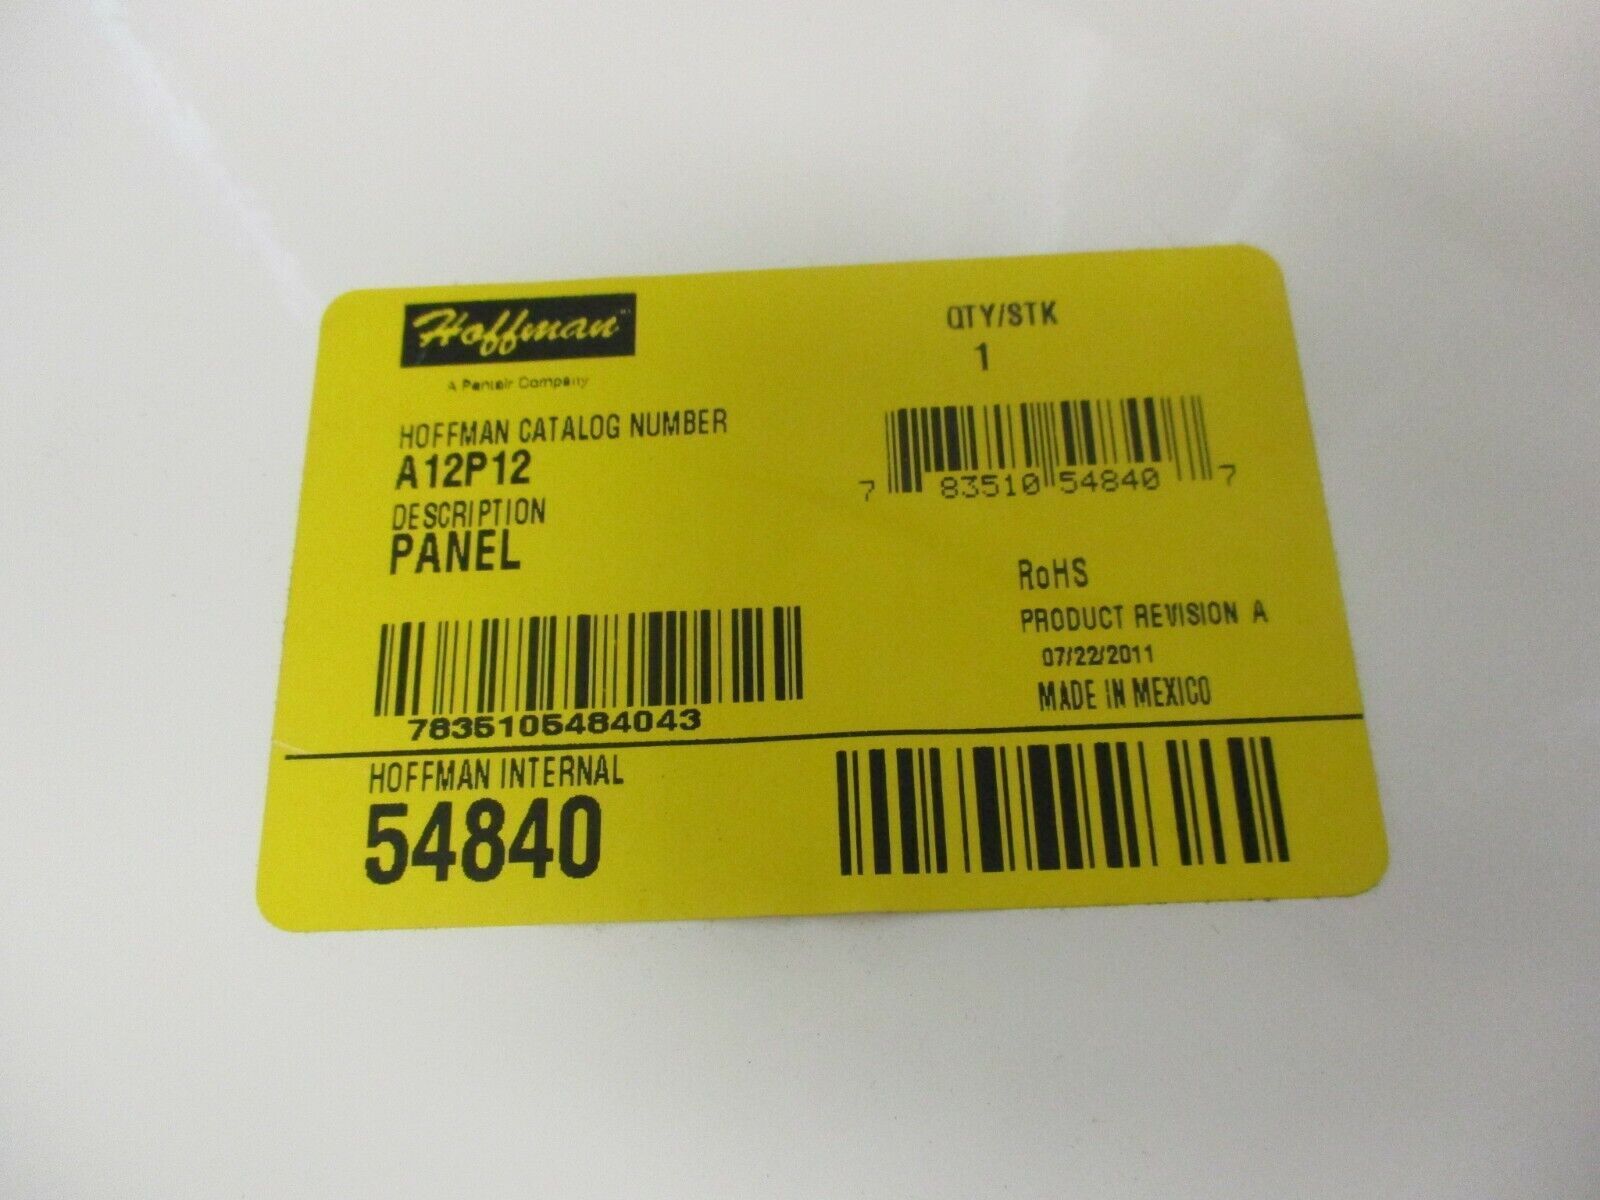 Hoffman
A Pentair Company
HOFFMAN CATALOG NUMBER
A12P12
DESCRIPTION
PANEL
7835105484043
QTY/STK
1
7 83510 54840 7
RoHS
PRODUCT REVISION A
07/22/2011
MADE IN MEXICO
HOFFMAN INTERNAL
54840